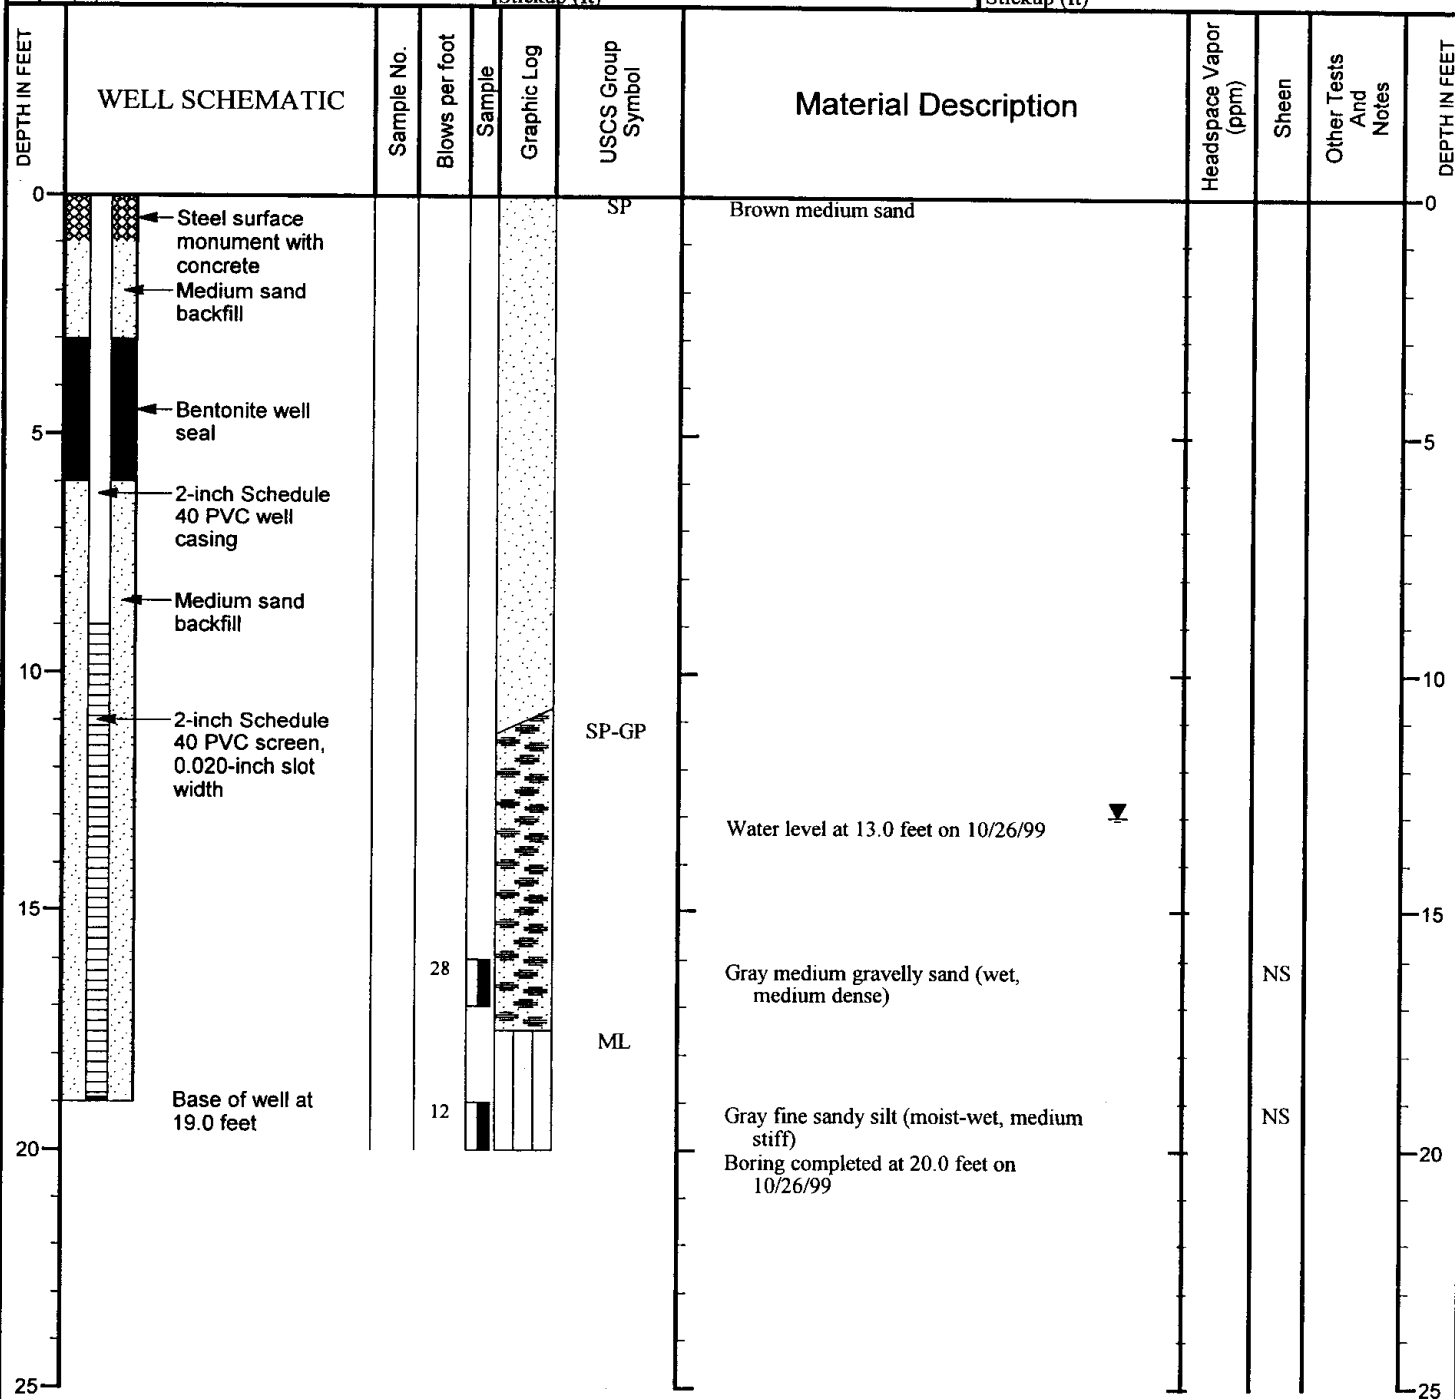 Stickup (ft)
Stickup (ft)
DEPTH IN FEET
WELL SCHEMATIC
Sample No.
Blows per foot
Sample
Graphic Log
USCS Group
Symbol
Material Description
Headspace Vapor
(ppm)
Sheen
Other Tests
And
Notes
DEPTH IN FEET
0
Steel surface
monument with
concrete
SP
Brown medium sand
0
Medium sand
backfill
5
Bentonite well
seal
5
2-inch Schedule
40 PVC well
casing
Medium sand
backfill
10
10
2-inch Schedule
40 PVC screen,
0.020-inch slot
width
SP-GP
Water level at 13.0 feet on 10/26/99
15
15
28
Gray medium gravelly sand (wet,
medium dense)
NS
ML
Base of well at
19.0 feet
12
Gray fine sandy silt (moist-wet, medium
stiff)
NS
20
Boring completed at 20.0 feet on
10/26/99
20
25
25